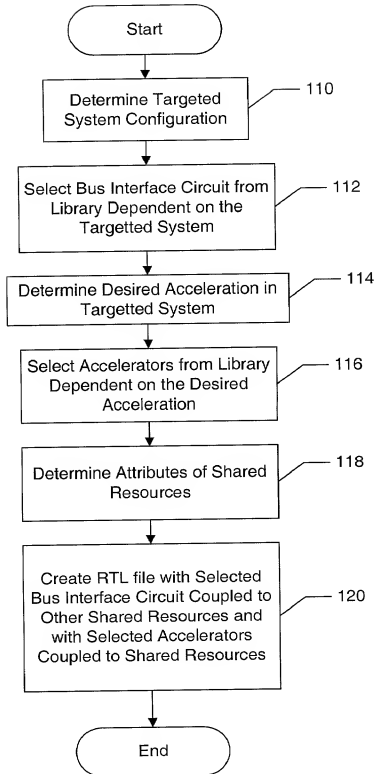 Start
Determine Targeted
System Configuration
110
Select Bus Interface Circuit from
Library Dependent on the
Targetted System
112
Determine Desired Acceleration in
Targetted System
114
Select Accelerators from Library
Dependent on the Desired
Acceleration
116
Determine Attributes of Shared
Resources
118
Create RTL file with Selected
Bus Interface Circuit Coupled to
Other Shared Resources and
with Selected Accelerators
Coupled to Shared Resources
120
End